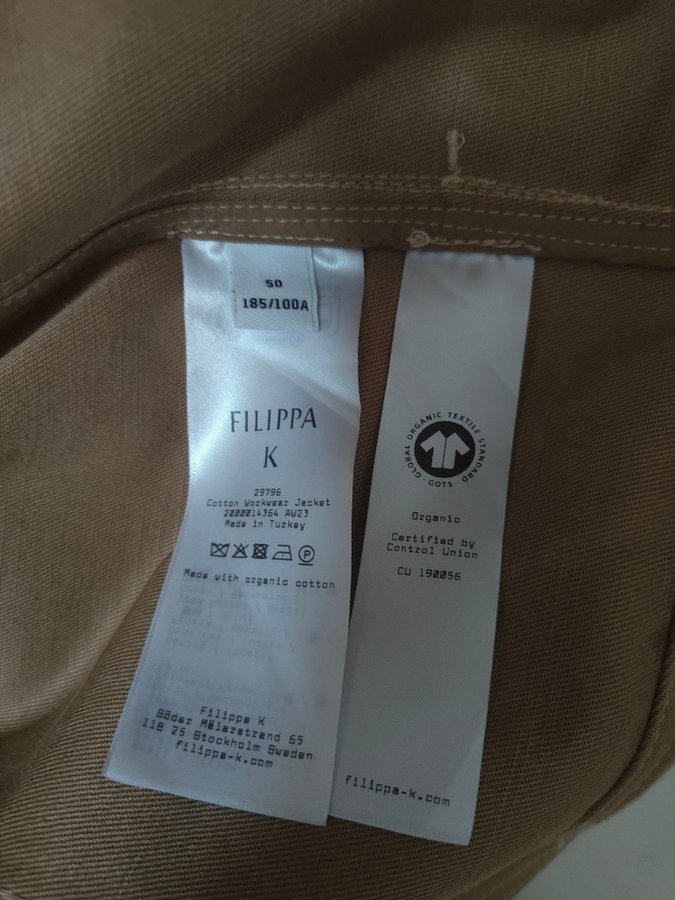 50
185/100A
FILIPPA
K
29796
Cotton Workwear Jacket
2000014364 AW23
Made in Turkey
Made with organic cotton
Filippa K
Söder Mälarstrand 65
118 25 Stockholm Sweden
filippa-k.com
GLOBAL ORGANIC TEXTILE STANDARD
· GOTS ·
Organic
Certified by
Control Union
CU 190056
filippa-k.com